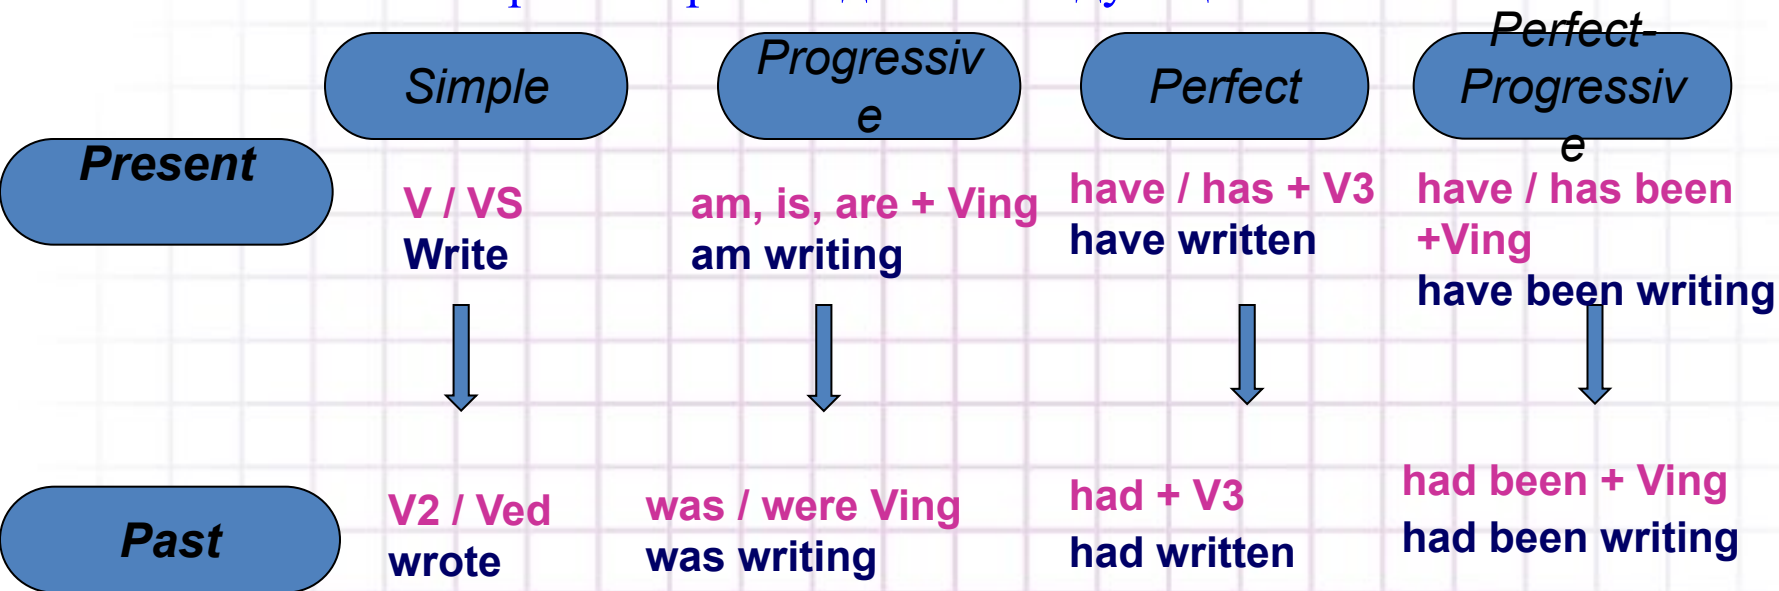 Simple
Progressiv
e
Perfect
Perfect-
Progressiv
e
Present
V / VS
Write
am, is, are + Ving
am writing
have / has + V3
have written
have / has been
+Ving
have been writing
Past
V2 / Ved
wrote
was / were Ving
was writing
had + V3
had written
had been + Ving
had been writing